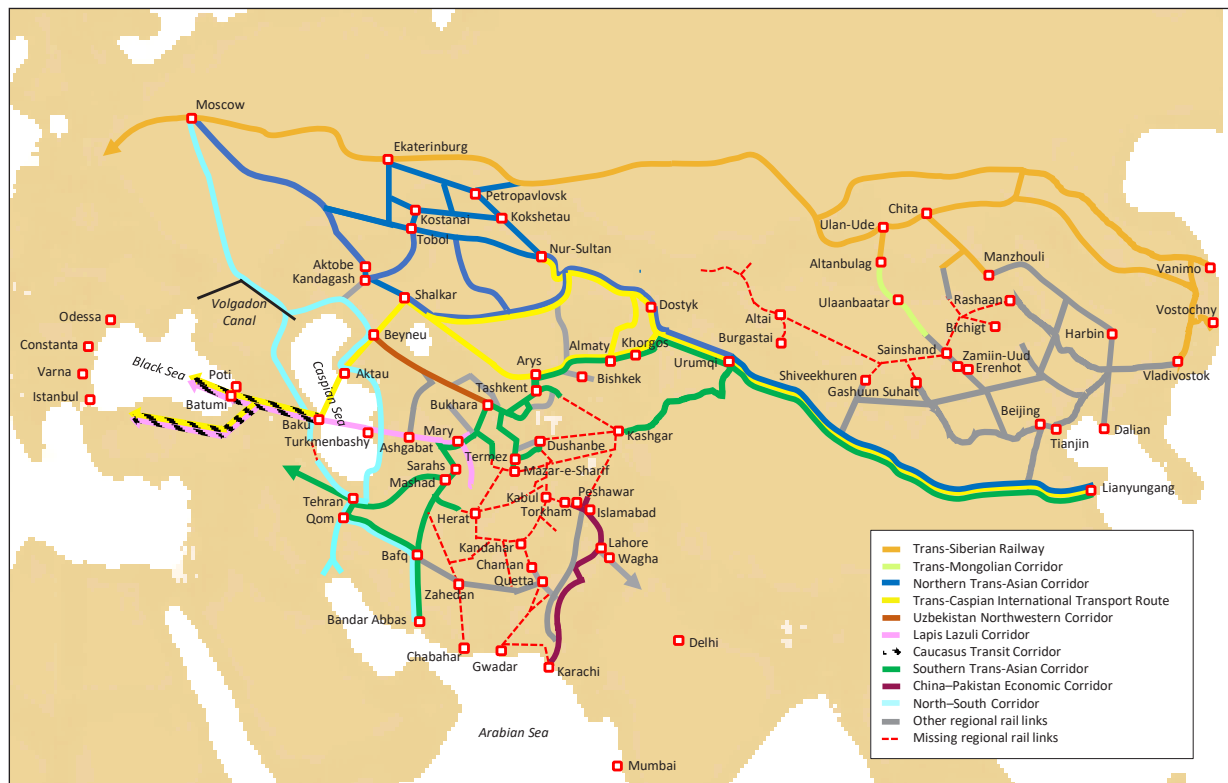 Moscow
Ekaterinburg
Petropavlovsk
Kostanai
Kokshetau
Tobol
Chita
Ulan-Ude
Nur-Sultan
Manzhouli
Altanbulag
Vanimo
Aktobe
Kandagash
Shalkar
Dostyk
Ulaanbaatar
Rashaan
Volgadon
Canal
Altai
Bichigt
Vostochny
Odessa
Beyneu
Burgastai
Harbin
Constanta
Almaty
Khorgos
Sainshand
Zamiin-Uud
Black Sea
Arys
Urumqi
Erenhot
Varna
Poti
Caspian Sea
Aktau
Tashkent
Bishkek
Shiveekhuren
Gashuun Suhait
Vladivostok
Istanbul
Batumi
Bukhara
Beijing
Baku
Tianjin
Dalian
Turkmenbashy
Mary
Kashgar
Ashgabat
Dushanbe
Termez
Sarahs
Mazar-e-Sharif
Mashad
Lianyungang
Tehran
Kabul
Peshawar
Torkham
Islamabad
Qom
Herat
Kandahar
Lahore
Bafq
Wagha
Chaman
Quetta
Zahedan
Bandar Abbas
Delhi
Chabahar
Gwadar
Karachi
Arabian Sea
Mumbai
Trans-Siberian Railway
Trans-Mongolian Corridor
Northern Trans-Asian Corridor
Trans-Caspian International Transport Route
Uzbekistan Northwestern Corridor
Lapis Lazuli Corridor
Caucasus Transit Corridor
Southern Trans-Asian Corridor
China–Pakistan Economic Corridor
North–South Corridor
Other regional rail links
Missing regional rail links